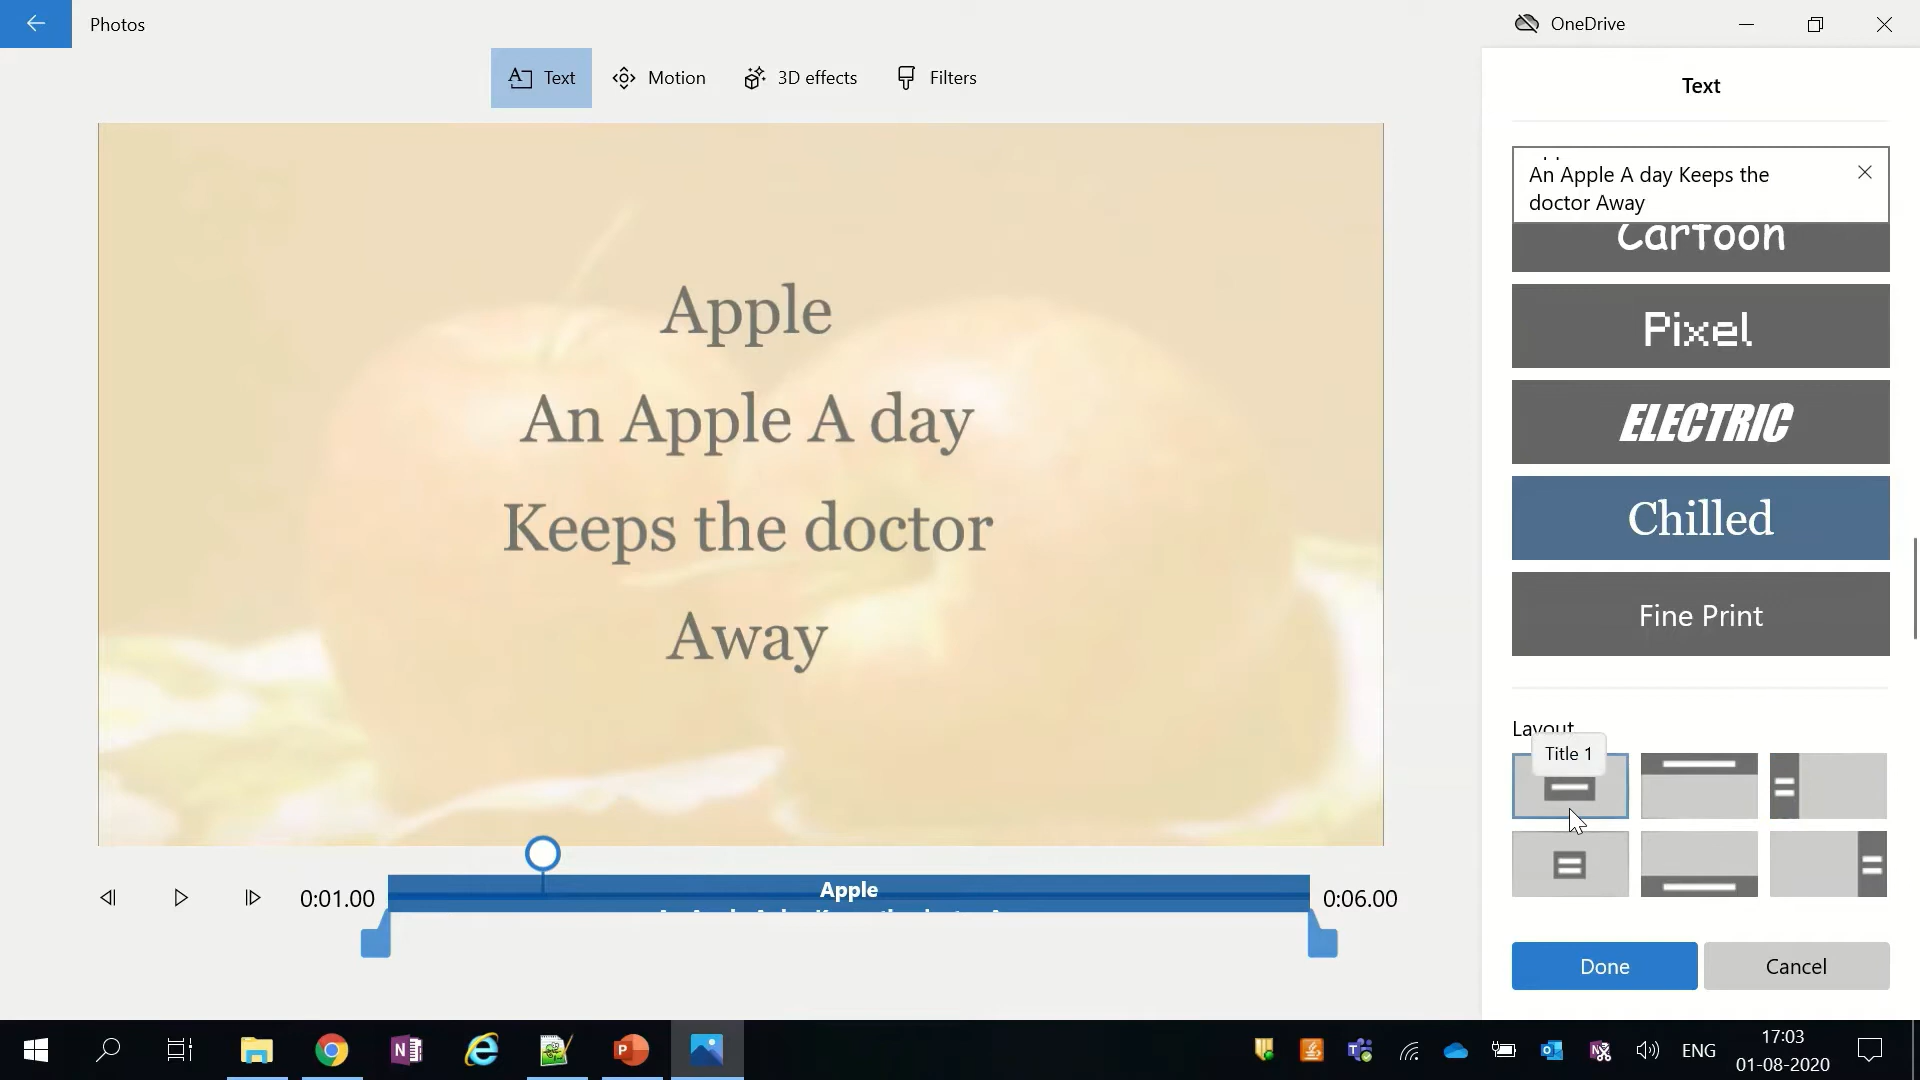 Photos
OneDrive
Text
Motion
3D effects
Filters
Text
An Apple A day Keeps the
doctor Away
Cartoon
Pixel
ELECTRIC
Chilled
Fine Print
Layout
Title 1
Apple
An Apple A day
Keeps the doctor
Away
0:01.00
Apple
0:06.00
Done
Cancel
ENG
17:03
01-08-2020